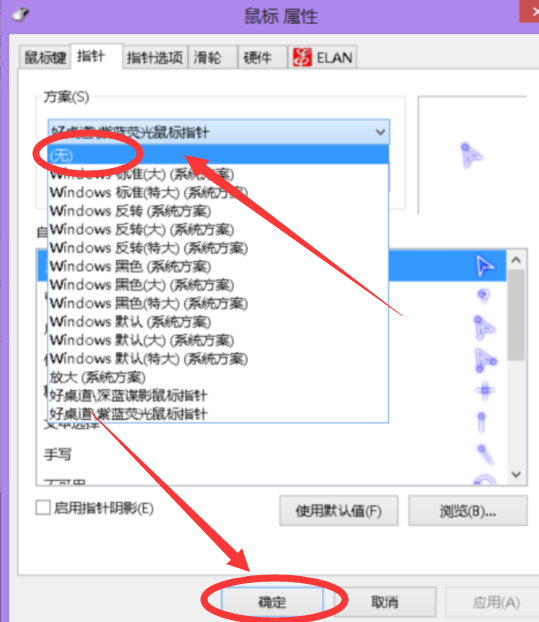 鼠标 属性
鼠标键 指针 指针选项 滑轮 硬件 ELAN
方案(S)
好桌道\紫蓝荧光鼠标指针
(无)
Windows 标准(大) (系统方案)
Windows 标准(特大) (系统方案)
Windows 反转 (系统方案)
Windows 反转(大) (系统方案)
Windows 反转(特大) (系统方案)
Windows 黑色 (系统方案)
Windows 黑色(大) (系统方案)
Windows 黑色(特大) (系统方案)
Windows 默认 (系统方案)
Windows 默认(大) (系统方案)
Windows 默认(特大) (系统方案)
放大 (系统方案)
好桌道\深蓝谍影鼠标指针
好桌道\紫蓝荧光鼠标指针
文本选择
手写
不可用
启用指针阴影(E)
使用默认值(F)
浏览(B)...
确定
取消
应用(A)